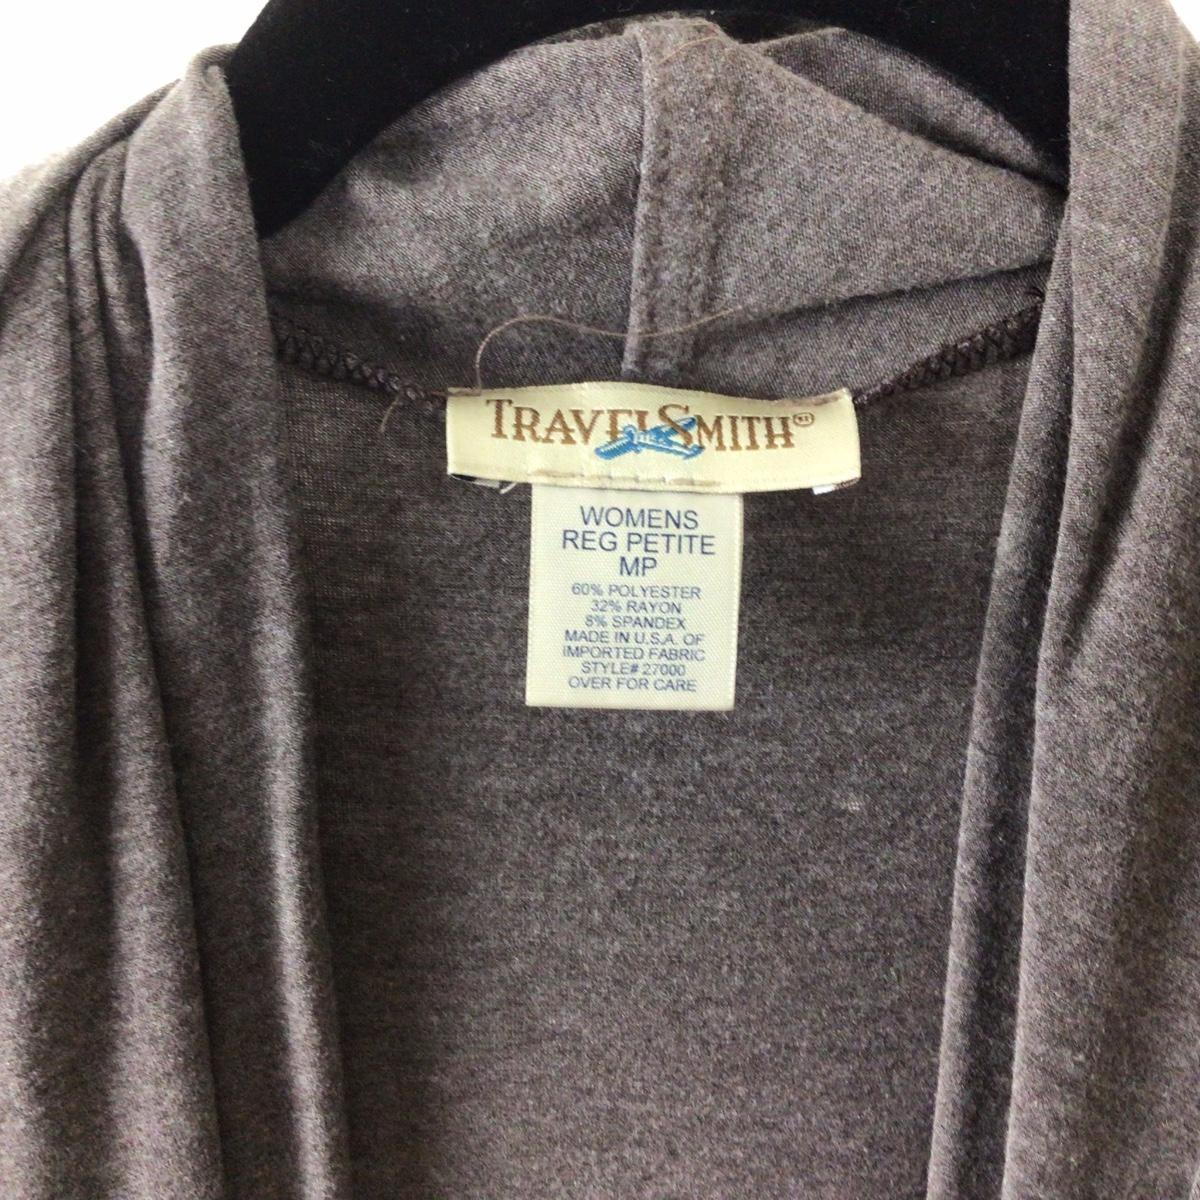 TRAVELSMITH®
WOMENS
REG PETITE
MP
60% POLYESTER
32% RAYON
8% SPANDEX
MADE IN U.S.A. OF
IMPORTED FABRIC
STYLE# 27000
OVER FOR CARE